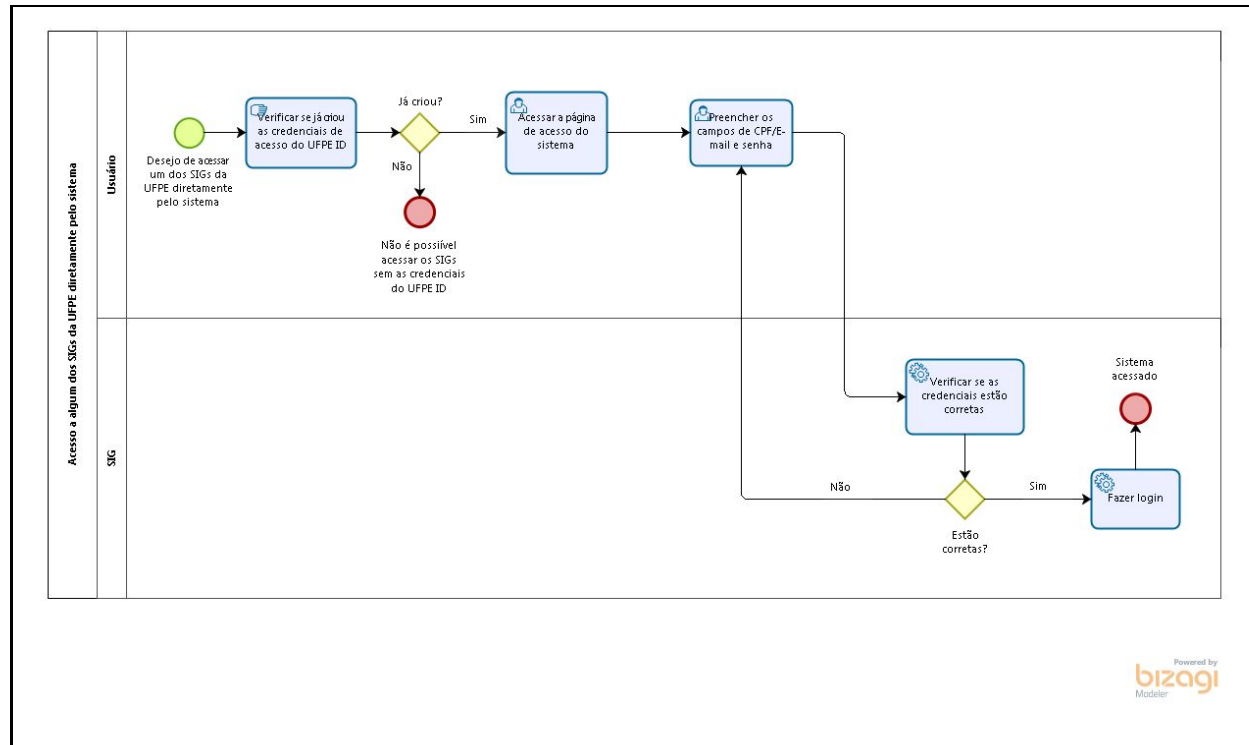 Acesso a algum dos SIGs da UFPE diretamente pelo sistema
Usuário
Desejo de acessar
um dos SIGs da
UFPE diretamente
pelo sistema
Verificar se já criou
as credenciais de
acesso do UFPE ID
Já criou?
Sim
Não
Não é possiível
acessar os SIGs
sem as credenciais
do UFPE ID
Acessar a página
de acesso do
sistema
Preencher os
campos de CPF/E-
mail e senha
SIG
Verificar se as
credenciais estão
corretas
Estão
corretas?
Não
Sim
Fazer login
Sistema
acessado
Powered by
bizagi
Modeler